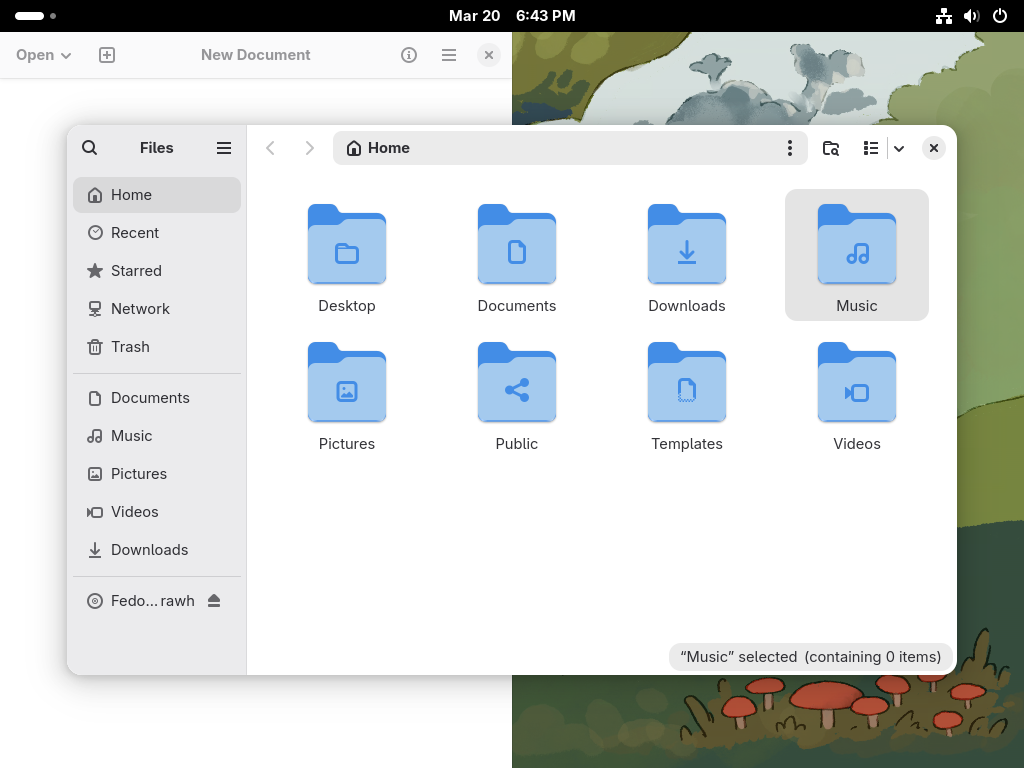 Mar 20 6:43 PM
Open
New Document
Files
Home
Home
Recent
Starred
Network
Trash
Documents
Music
Pictures
Videos
Downloads
Fedo…rawh
Desktop
Documents
Downloads
Music
Pictures
Public
Templates
Videos
“Music” selected (containing 0 items)